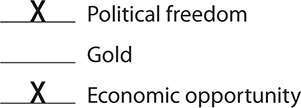 X Political freedom
Gold
X Economic opportunity